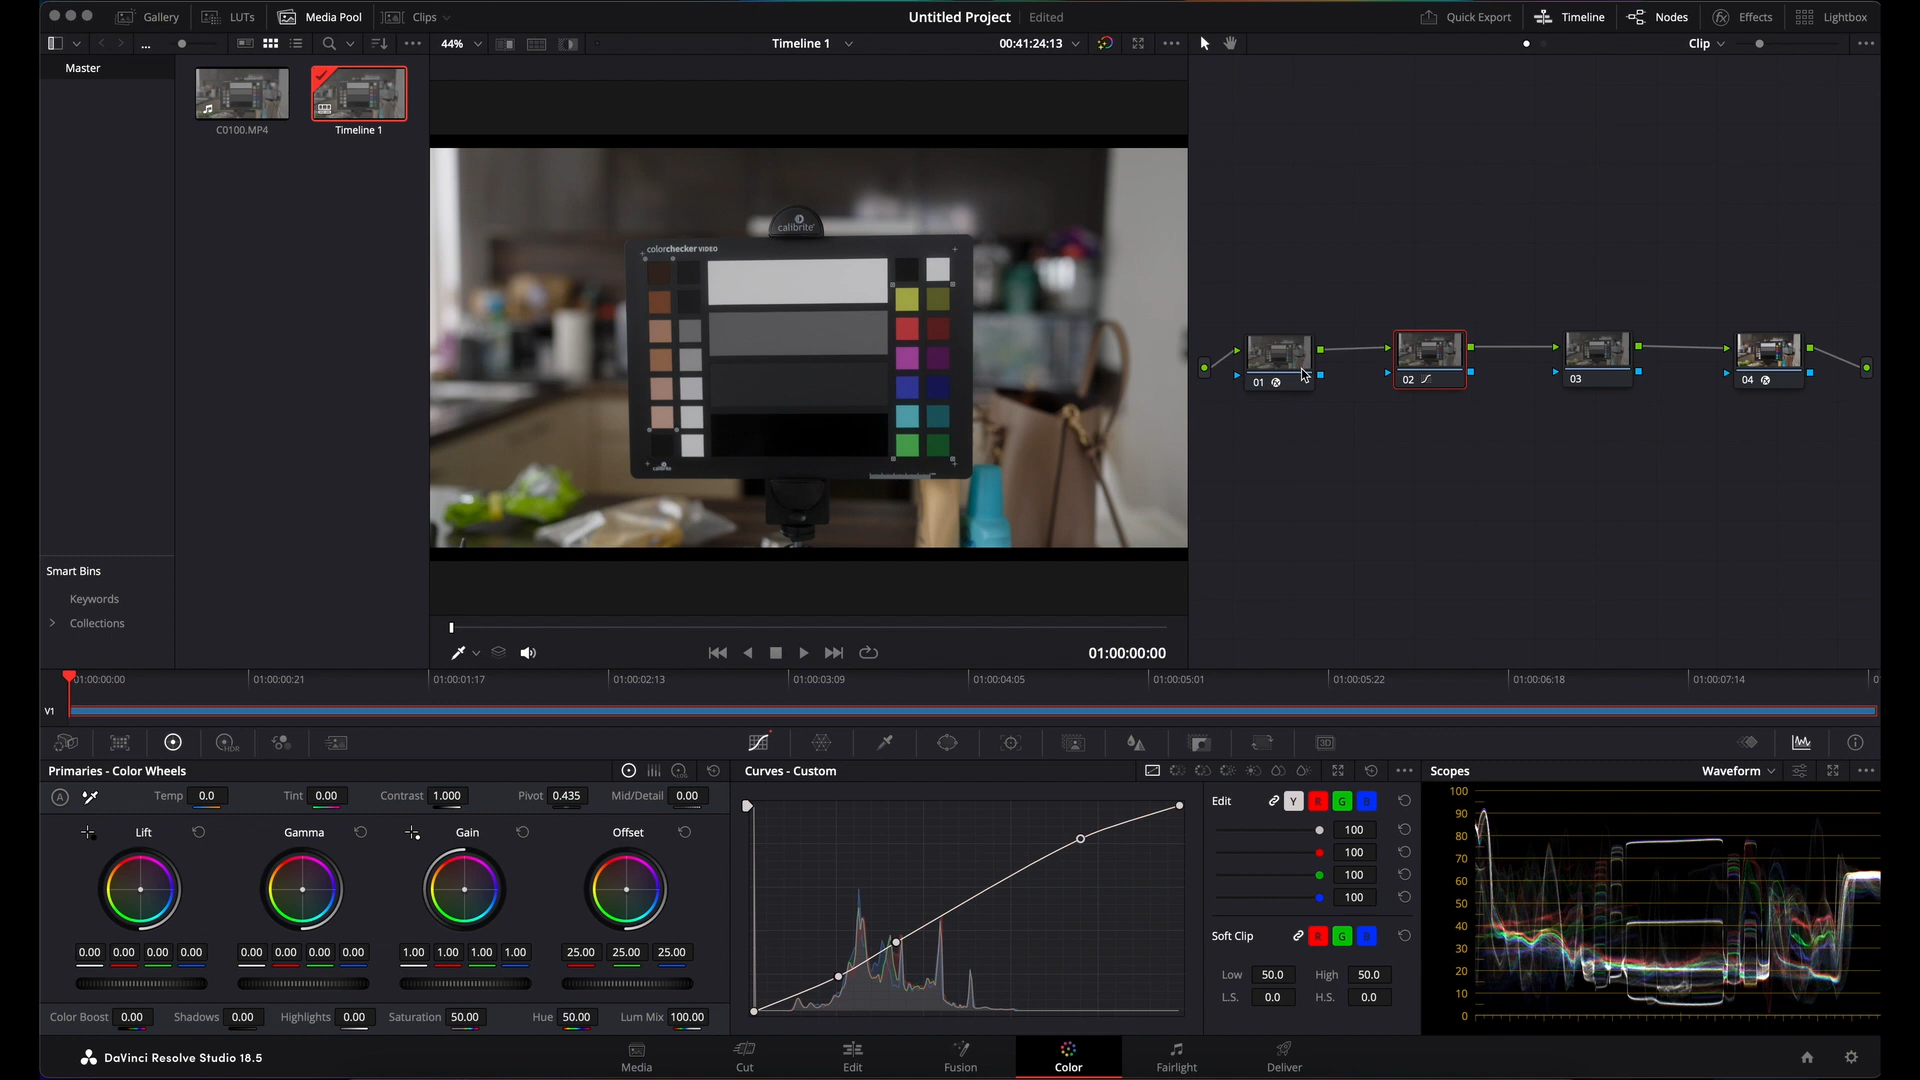 Gallery LUTs Media Pool Clips Untitled Project Edited Quick Export Timeline Nodes Effects Lightbox
... 44% Timeline 1 00:41:24:13 Clip
Master
C0100.MP4 Timeline 1
calibrite
colorchecker VIDEO
calibrite
01 02 03 04
Smart Bins
Keywords
Collections
01:00:00:00
01:00:00:00 01:00:00:21 01:00:01:17 01:00:02:13 01:00:03:09 01:00:04:05 01:00:05:01 01:00:05:22 01:00:06:18 01:00:07:14
V1
HDR 3D
Primaries - Color Wheels LOG Curves - Custom Scopes Waveform
A Temp 0.0 Tint 0.00 Contrast 1.000 Pivot 0.435 Mid/Detail 0.00
Lift Gamma Gain Offset
0.00 0.00 0.00 0.00 0.00 0.00 0.00 0.00 1.00 1.00 1.00 1.00 25.00 25.00 25.00
Color Boost 0.00 Shadows 0.00 Highlights 0.00 Saturation 50.00 Hue 50.00 Lum Mix 100.00
Edit Y R G B
100
100
100
100
Soft Clip R G B
Low 50.0 High 50.0
L.S. 0.0 H.S. 0.0
100
90
80
70
60
50
40
30
20
10
0
DaVinci Resolve Studio 18.5
Media Cut Edit Fusion Color Fairlight Deliver